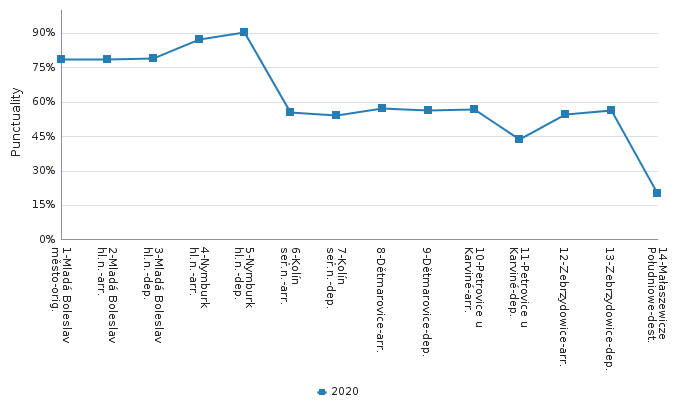 Punctuality
90%
75%
60%
45%
30%
15%
0%
1-Mladá Boleslav
město-orig.
2-Mladá Boleslav
hl.n.-arr.
3-Mladá Boleslav
hl.n.-dep.
4-Nymburk
hl.n.-arr.
5-Nymburk
hl.n.-dep.
6-Kolín
seř.n.-arr.
7-Kolín
seř.n.-dep.
8-Dětmarovice-arr.
9-Dětmarovice-dep.
10-Petrovice u
Karviné-arr.
11-Petrovice u
Karviné-dep.
12-Zebrzydowice-arr.
13-Zebrzydowice-dep.
14-Małaszewicze
Południowe-dest.
2020